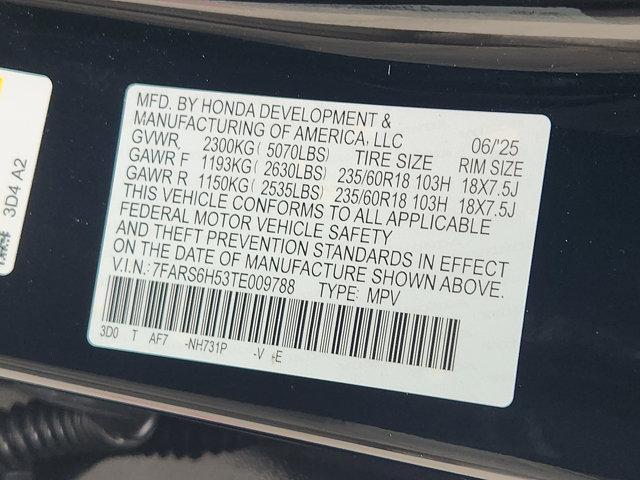 MFD. BY HONDA DEVELOPMENT &
MANUFACTURING OF AMERICA, LLC 06/'25
GVWR 2300KG( 5070LBS) TIRE SIZE RIM SIZE
GAWR F 1193KG( 2630LBS) 235/60R18 103H 18X7.5J
GAWR R 1150KG( 2535LBS) 235/60R18 103H 18X7.5J
THIS VEHICLE CONFORMS TO ALL APPLICABLE
FEDERAL MOTOR VEHICLE SAFETY
AND THEFT PREVENTION STANDARDS IN EFFECT
ON THE DATE OF MANUFACTURE SHOWN ABOVE.
V.I.N.: 7FARS6H53TE009788 TYPE: MPV
3D0 T AF7 -NH731P -V -E
3D4 A2